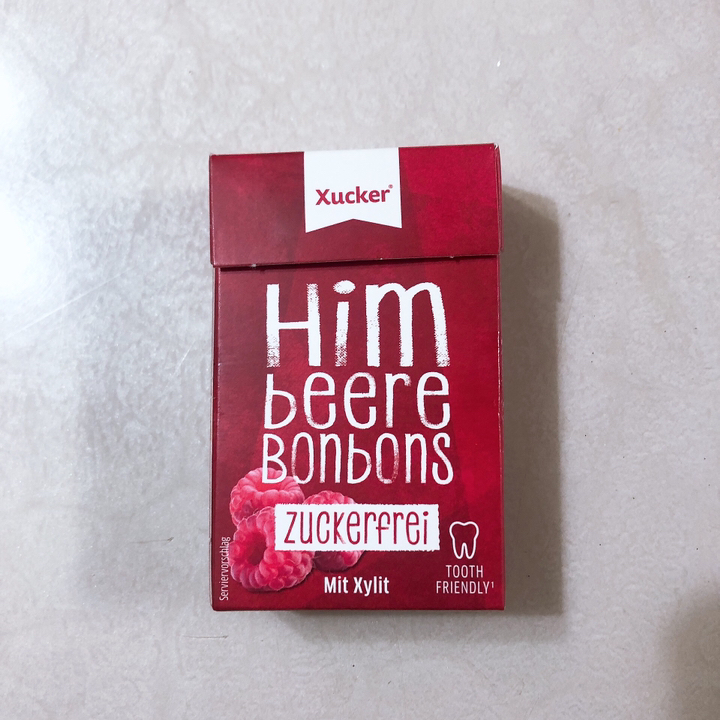 Xucker®
Him
beere
BONbONS
zuckerfrei
Mit Xylit
TOOTH
FRIENDLY¹
Serviervorschlag